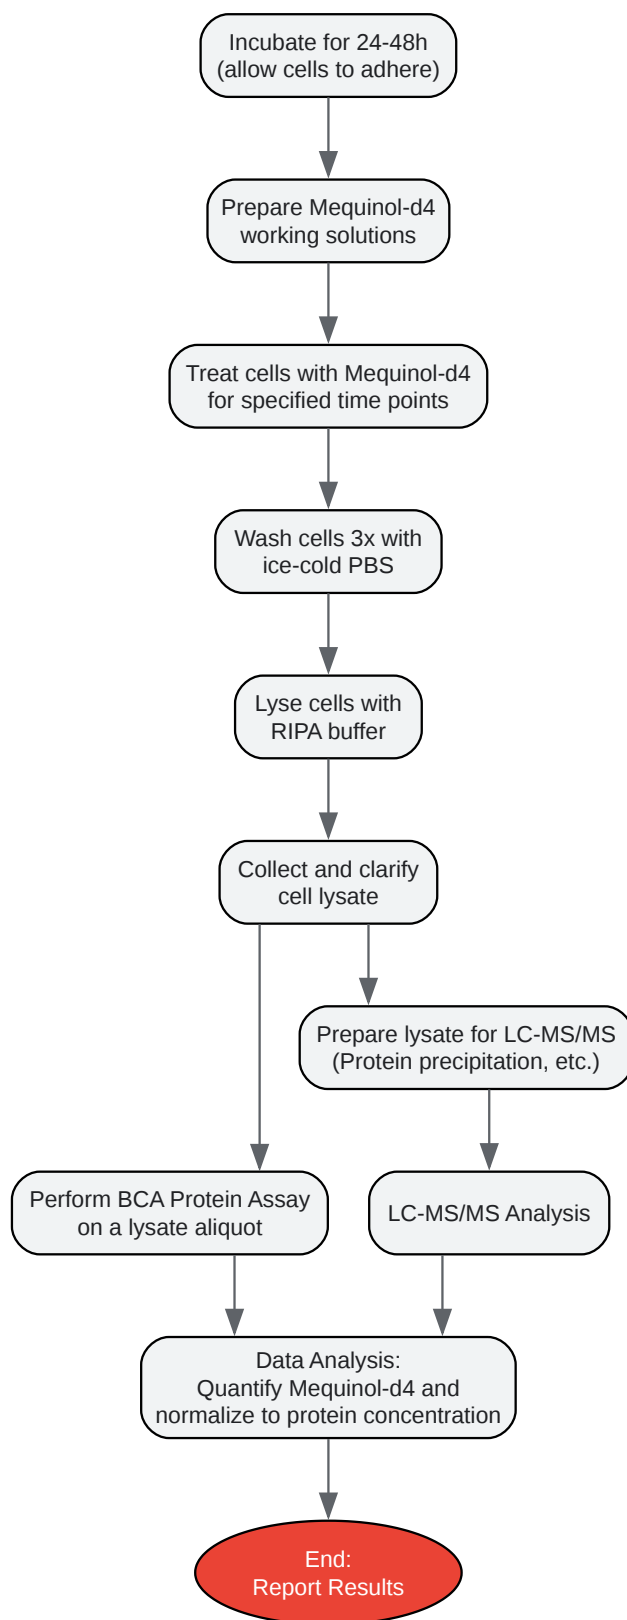 Incubate for 24-48h
(allow cells to adhere)
Prepare Mequinol-d4
working solutions
Treat cells with Mequinol-d4
for specified time points
Wash cells 3x with
ice-cold PBS
Lyse cells with
RIPA buffer
Collect and clarify
cell lysate
Prepare lysate for LC-MS/MS
(Protein precipitation, etc.)
Perform BCA Protein Assay
on a lysate aliquot
LC-MS/MS Analysis
Data Analysis:
Quantify Mequinol-d4 and
normalize to protein concentration
End:
Report Results